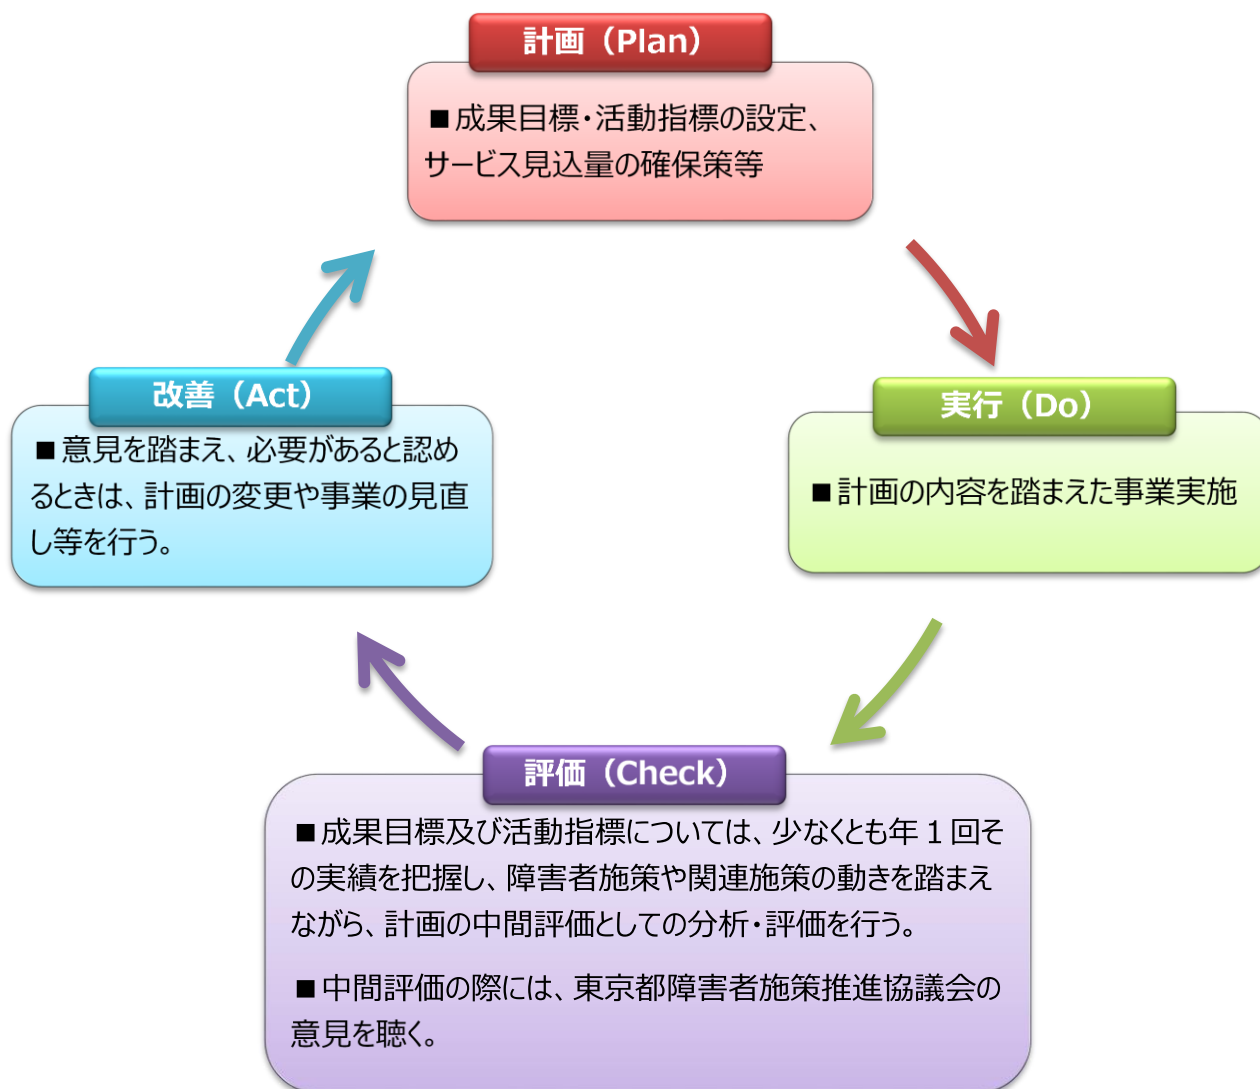 計画（Plan）
■成果目標・活動指標の設定、
サービス見込量の確保策等
改善（Act）
■意見を踏まえ、必要があると認め
るときは、計画の変更や事業の見直
し等を行う。
実行（Do）
■計画の内容を踏まえた事業実施
評価（Check）
■成果目標及び活動指標については、少なくとも年１回そ
の実績を把握し、障害者施策や関連施策の動きを踏まえ
ながら、計画の中間評価としての分析・評価を行う。
■中間評価の際には、東京都障害者施策推進協議会の
意見を聴く。